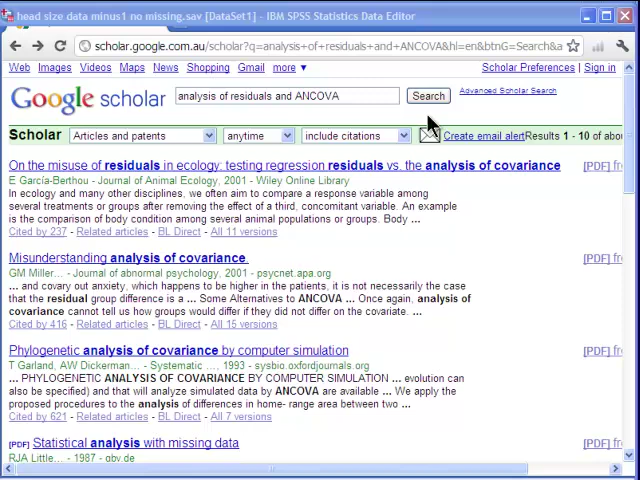 head size data minus1 no missing.sav [DataSet1] - IBM SPSS Statistics Data Editor
scholar.google.com.au/scholar?q=analysis+of+residuals+and+ANCOVA&hl=en&btnG=Search&a
Web Images Videos Maps News Shopping Gmail more ▼ Scholar Preferences | Sign in
Google scholar analysis of residuals and ANCOVA Search Advanced Scholar Search
Scholar Articles and patents anytime include citations Create email alert Results 1 - 10 of abou
On the misuse of residuals in ecology: testing regression residuals vs. the analysis of covariance [PDF] fr
E García-Berthou - Journal of Animal Ecology, 2001 - Wiley Online Library
In ecology and many other disciplines, we often aim to compare a response variable among
several treatments or groups after removing the effect of a third, concomitant variable. An example
is the comparison of body condition among several animal populations or groups. Body ...
Cited by 237 - Related articles - BL Direct - All 11 versions
Misunderstanding analysis of covariance. [PDF] fr
GM Miller... - Journal of abnormal psychology, 2001 - psycnet.apa.org
... and covary out anxiety, which happens to be higher in the patients, it is not necessarily the case
that the residual group difference is a ... Some Alternatives to ANCOVA ... Once again, analysis of
covariance cannot tell us how groups would differ if they did not differ on the covariate. ...
Cited by 416 - Related articles - BL Direct - All 15 versions
Phylogenetic analysis of covariance by computer simulation [PDF] fr
T Garland, AW Dickerman... - Systematic ..., 1993 - sysbio.oxfordjournals.org
... PHYLOGENETIC ANALYSIS OF COVARIANCE BY COMPUTER SIMULATION ... evolution can
also be specified) and that will analyze simulated data by ANCOVA are available ... We apply the
proposed procedures to the analysis of differences in home- range area between two ...
Cited by 621 - Related articles - BL Direct - All 7 versions
[PDF] Statistical analysis with missing data [PDF] fr
RJA Little... - 1987 - gbv.de